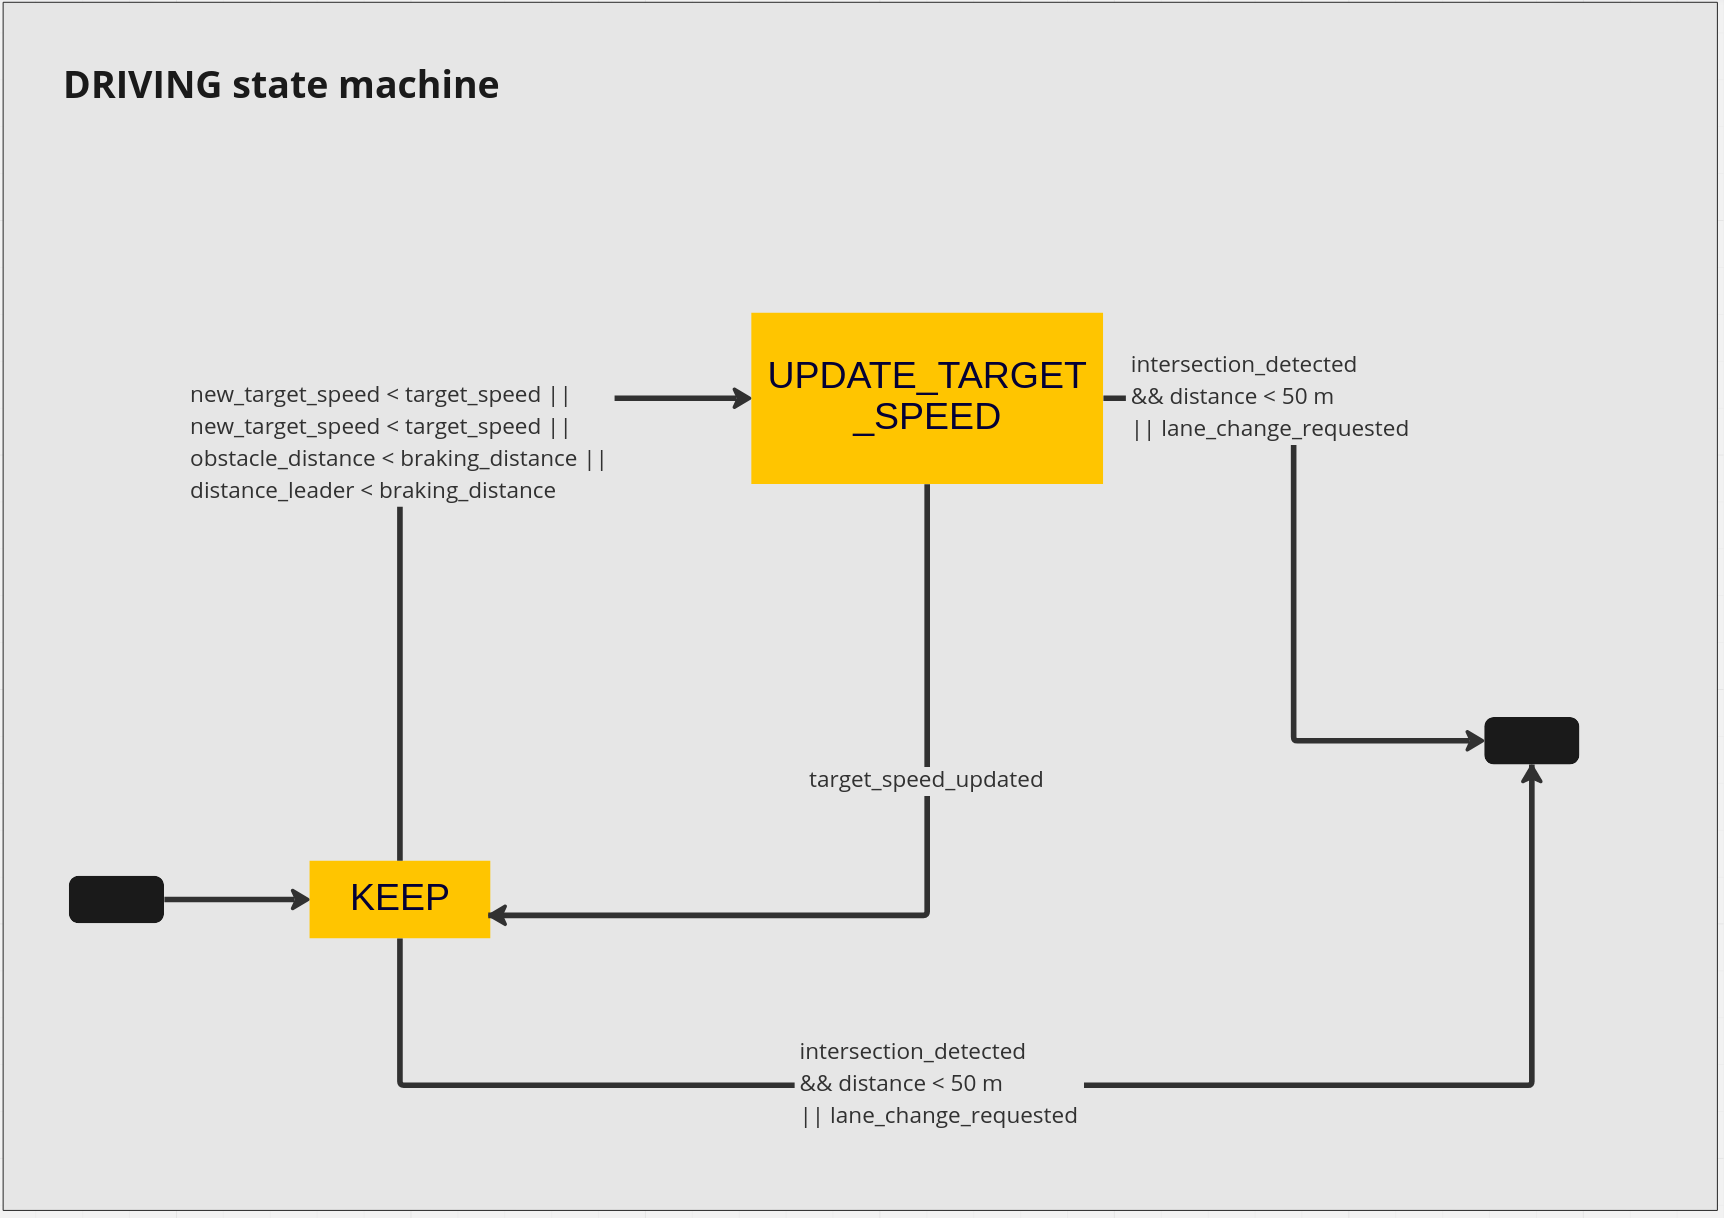 DRIVING state machine
new_target_speed < target_speed ||
new_target_speed < target_speed ||
obstacle_distance < braking_distance ||
distance_leader < braking_distance
UPDATE_TARGET
_SPEED
intersection_detected
&& distance < 50 m
|| lane_change_requested
target_speed_updated
KEEP
intersection_detected
&& distance < 50 m
|| lane_change_requested